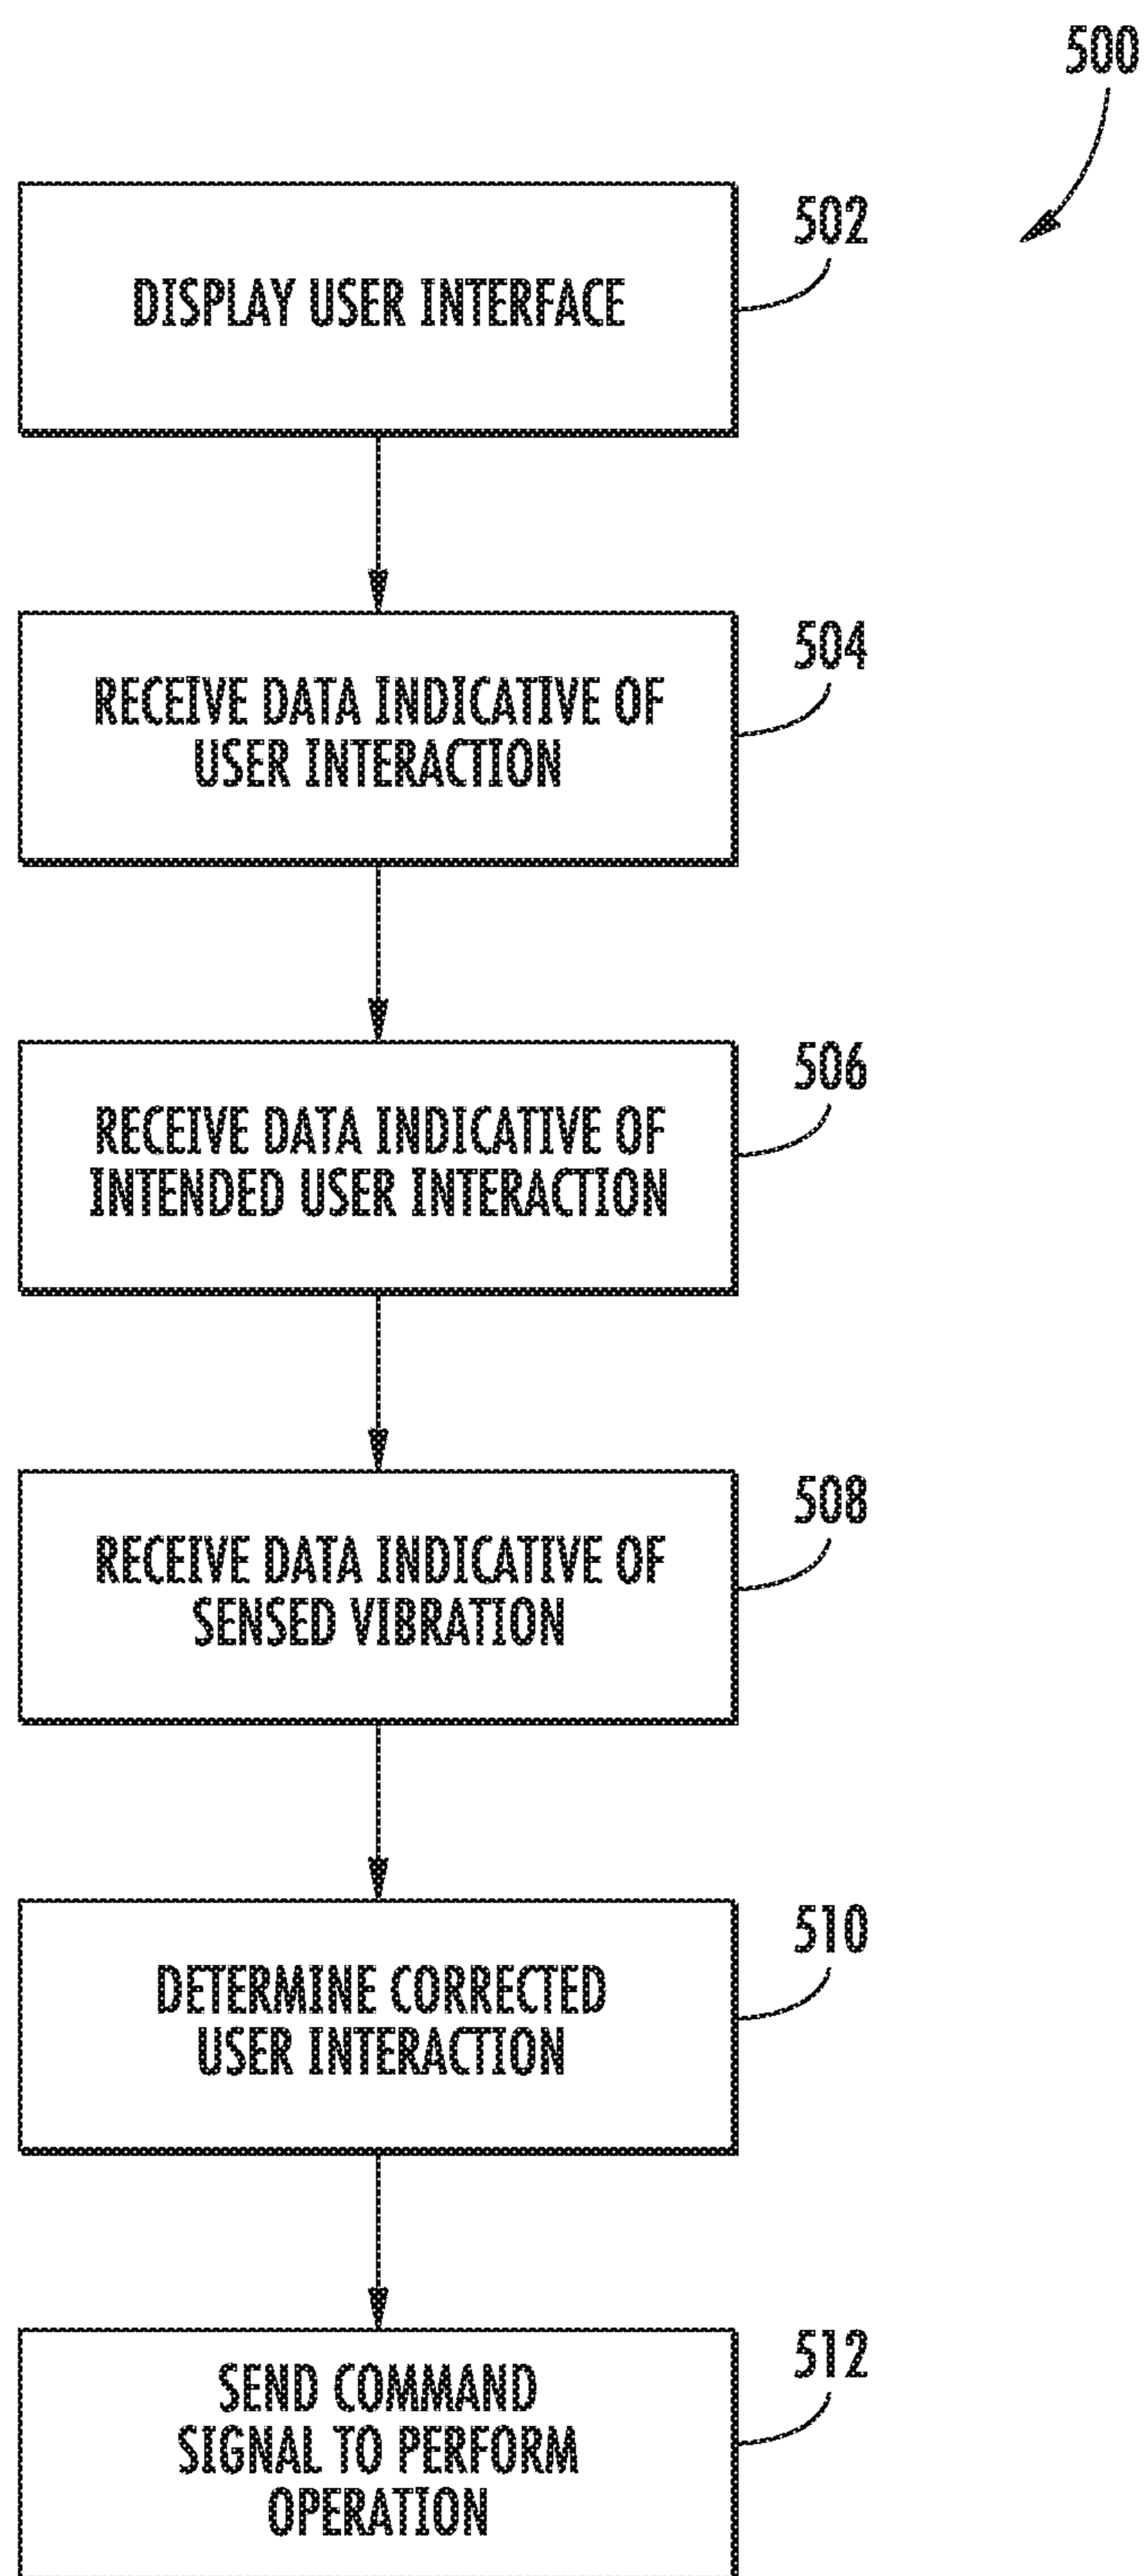 500
502
DISPLAY USER INTERFACE
504
RECEIVE DATA INDICATIVE OF
USER INTERACTION
506
RECEIVE DATA INDICATIVE OF
INTENDED USER INTERACTION
508
RECEIVE DATA INDICATIVE OF
SENSED VIBRATION
510
DETERMINE CORRECTED
USER INTERACTION
512
SEND COMMAND
SIGNAL TO PERFORM
OPERATION